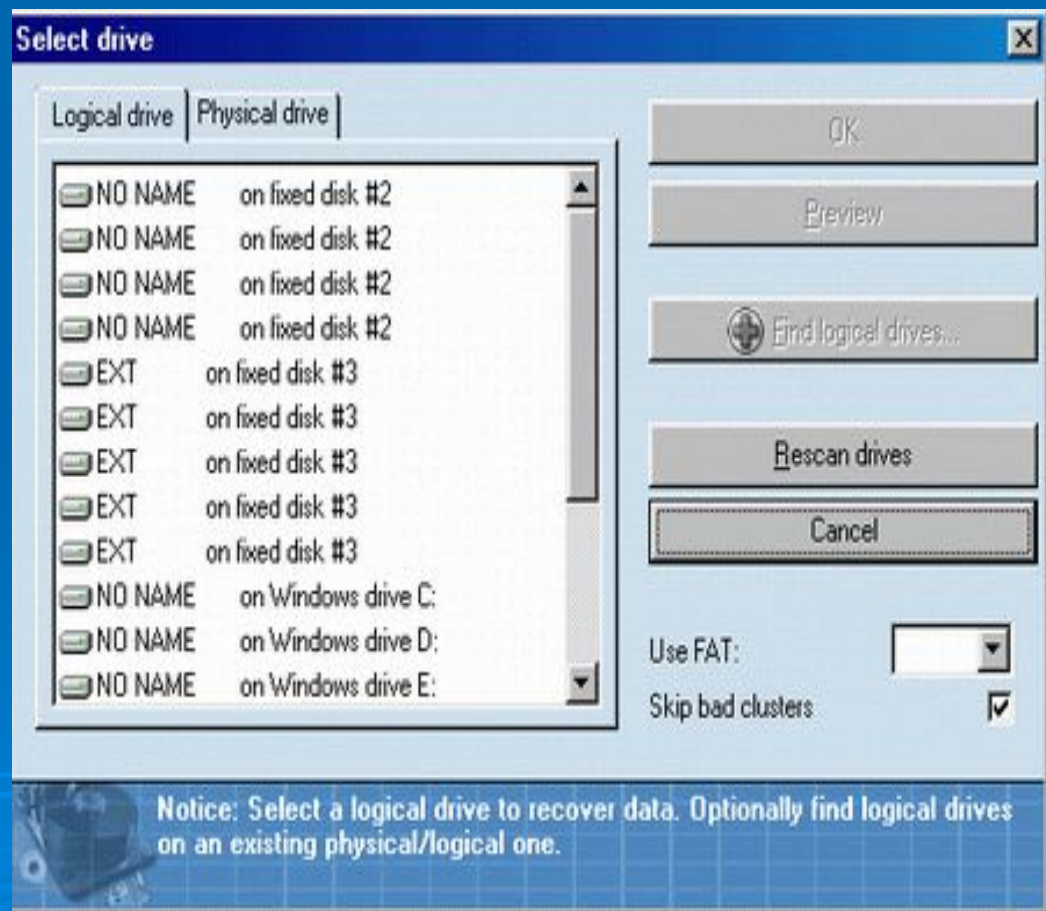 Select drive
Logical drive
Physical drive
NO NAME on fixed disk #2
NO NAME on fixed disk #2
NO NAME on fixed disk #2
NO NAME on fixed disk #2
EXT on fixed disk #3
EXT on fixed disk #3
EXT on fixed disk #3
EXT on fixed disk #3
EXT on fixed disk #3
NO NAME on Windows drive C:
NO NAME on Windows drive D:
NO NAME on Windows drive E:
OK
Preview
Find logical drives...
Rescan drives
Cancel
Use FAT:
Skip bad clusters
Notice: Select a logical drive to recover data. Optionally find logical drives
on an existing physical/logical one.